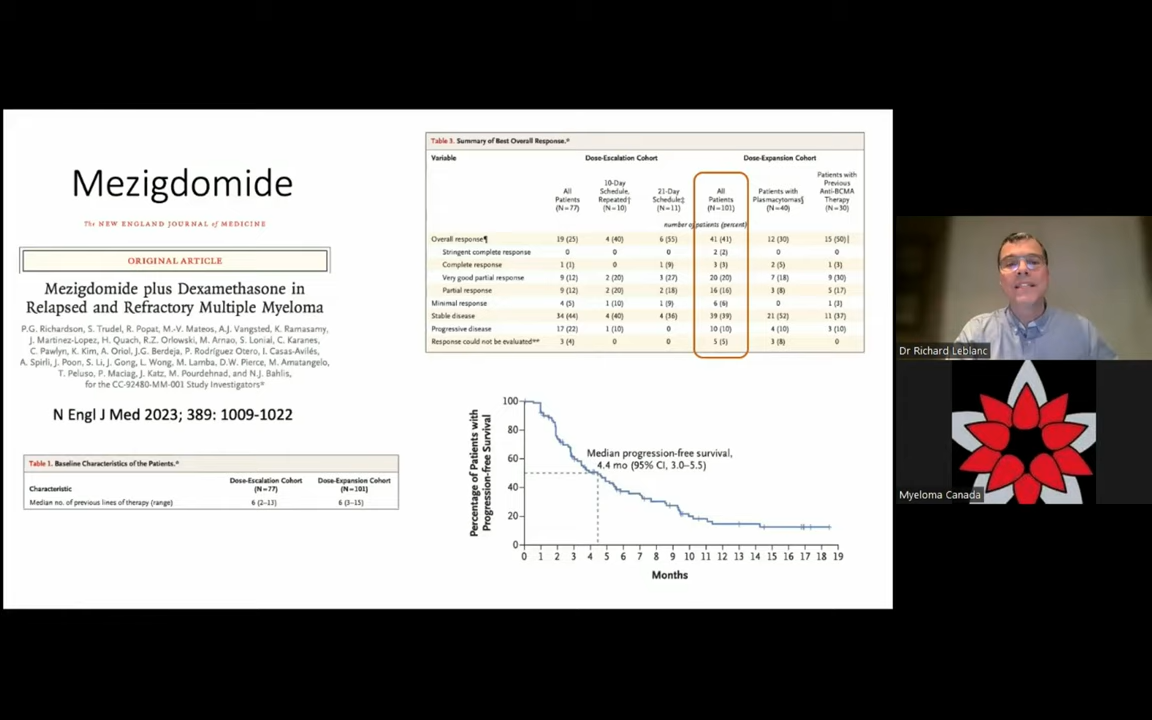 Mezigdomide
The NEW ENGLAND JOURNAL of MEDICINE
ORIGINAL ARTICLE
Mezigdomide plus Dexamethasone in
Relapsed and Refractory Multiple Myeloma
P.G. Richardson, S. Trudel, R. Popat, M.-V. Mateos, A.J. Vangsted, K. Ramasamy,
J. Martinez-Lopez, H. Quach, R.Z. Orlowski, M. Arnao, S. Lonial, C. Karanes,
C. Pawlyn, K. Kim, A. Oriol, J.G. Berdeja, P. Rodríguez Otero, I. Casas-Avilés,
A. Spirli, J. Poon, S. Li, J. Gong, L. Wong, M. Lamba, D.W. Pierce, M. Amatangelo,
T. Peluso, P. Maciag, J. Katz, M. Pourdehnad, and N.J. Bahlis,
for the CC-92480-MM-001 Study Investigators*
N Engl J Med 2023; 389: 1009-1022
Table 1. Baseline Characteristics of the Patients.*
Characteristic
Dose-Escalation Cohort
(N=77)
Dose-Expansion Cohort
(N=101)
Median no. of previous lines of therapy (range) 6 (2–13) 6 (3–15)
Table 3. Summary of Best Overall Response.*
Variable Dose-Escalation Cohort Dose-Expansion Cohort
All
Patients
(N=77)
10-Day
Schedule,
Repeated†
(N=10)
21-Day
Schedule‡
(N=11)
All
Patients
(N=101)
Patients with
Plasmacytomas§
(N=40)
Patients with
Previous
Anti-BCMA
Therapy
(N=30)
number of patients (percent)
Overall response¶ 19 (25) 4 (40) 6 (55) 41 (41) 12 (30) 15 (50)‖
Stringent complete response 0 0 0 2 (2) 0 0
Complete response 1 (1) 0 1 (9) 3 (3) 2 (5) 1 (3)
Very good partial response 9 (12) 2 (20) 3 (27) 20 (20) 7 (18) 9 (30)
Partial response 9 (12) 2 (20) 2 (18) 16 (16) 3 (8) 5 (17)
Minimal response 4 (5) 1 (10) 1 (9) 6 (6) 0 1 (3)
Stable disease 34 (44) 4 (40) 4 (36) 39 (39) 21 (52) 11 (37)
Progressive disease 17 (22) 1 (10) 0 10 (10) 4 (10) 3 (10)
Response could not be evaluated** 3 (4) 0 0 5 (5) 3 (8) 0
Percentage of Patients with
Progression-free Survival
100
80
60
40
20
0
Median progression-free survival,
4.4 mo (95% CI, 3.0–5.5)
0 1 2 3 4 5 6 7 8 9 10 11 12 13 14 15 16 17 18 19
Months
Dr Richard Leblanc
Myeloma Canada